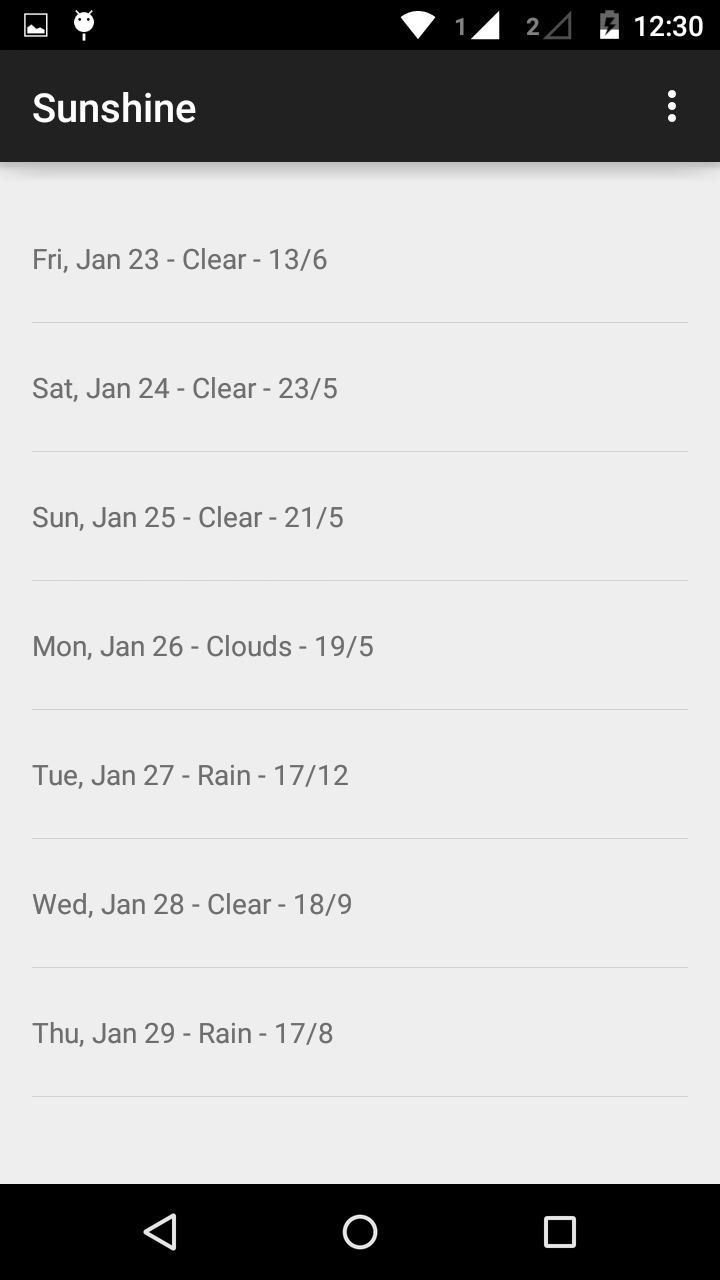 1 2 12:30
Sunshine
Fri, Jan 23 - Clear - 13/6
Sat, Jan 24 - Clear - 23/5
Sun, Jan 25 - Clear - 21/5
Mon, Jan 26 - Clouds - 19/5
Tue, Jan 27 - Rain - 17/12
Wed, Jan 28 - Clear - 18/9
Thu, Jan 29 - Rain - 17/8